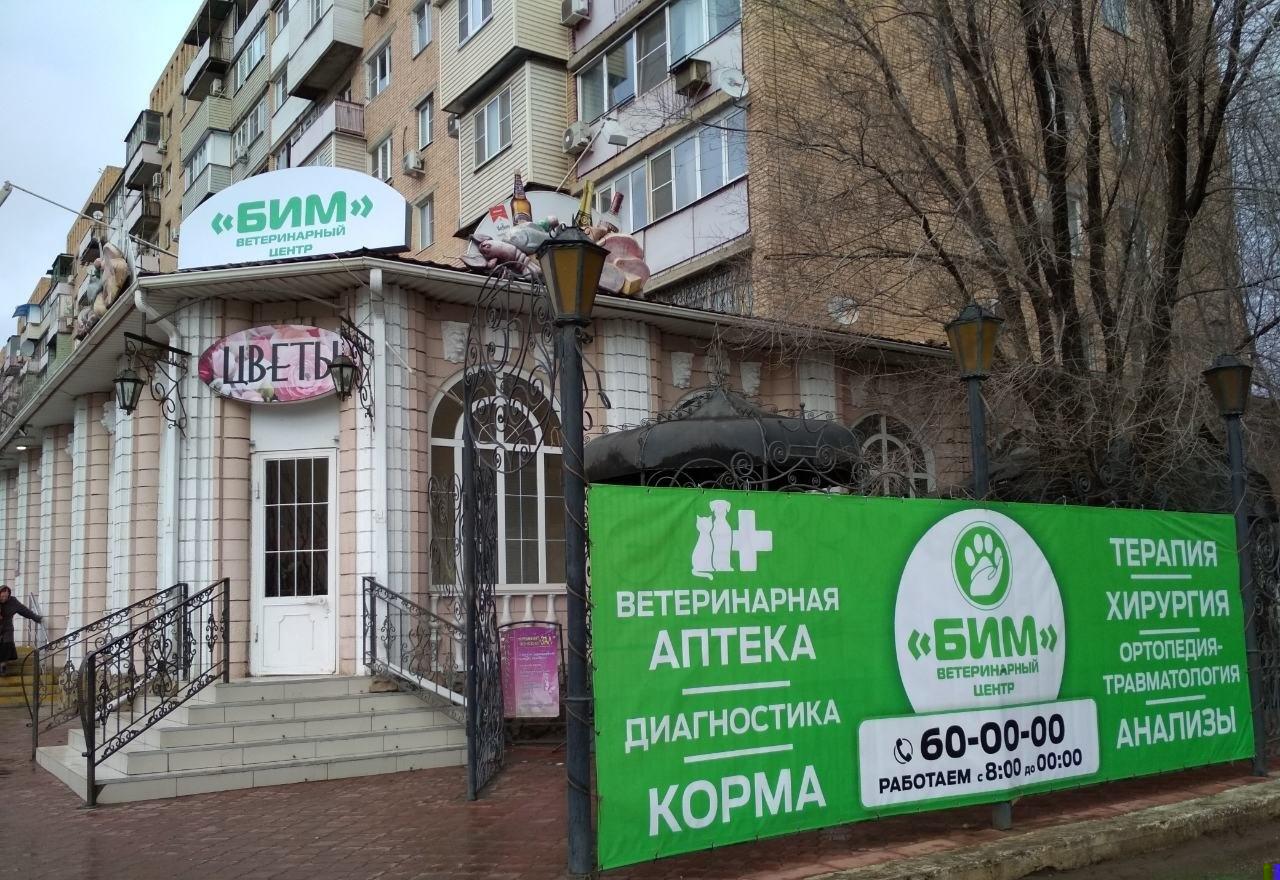 «БИМ»
ВЕТЕРИНАРНЫЙ
ЦЕНТР
ЦВЕТЫ
ВЕТЕРИНАРНАЯ
АПТЕКА
ДИАГНОСТИКА
КОРМА
«БИМ»
ВЕТЕРИНАРНЫЙ
ЦЕНТР
60-00-00
РАБОТАЕМ с 8:00 до 00:00
ТЕРАПИЯ
ХИРУРГИЯ
ОРТОПЕДИЯ-
ТРАВМАТОЛОГИЯ
АНАЛИЗЫ